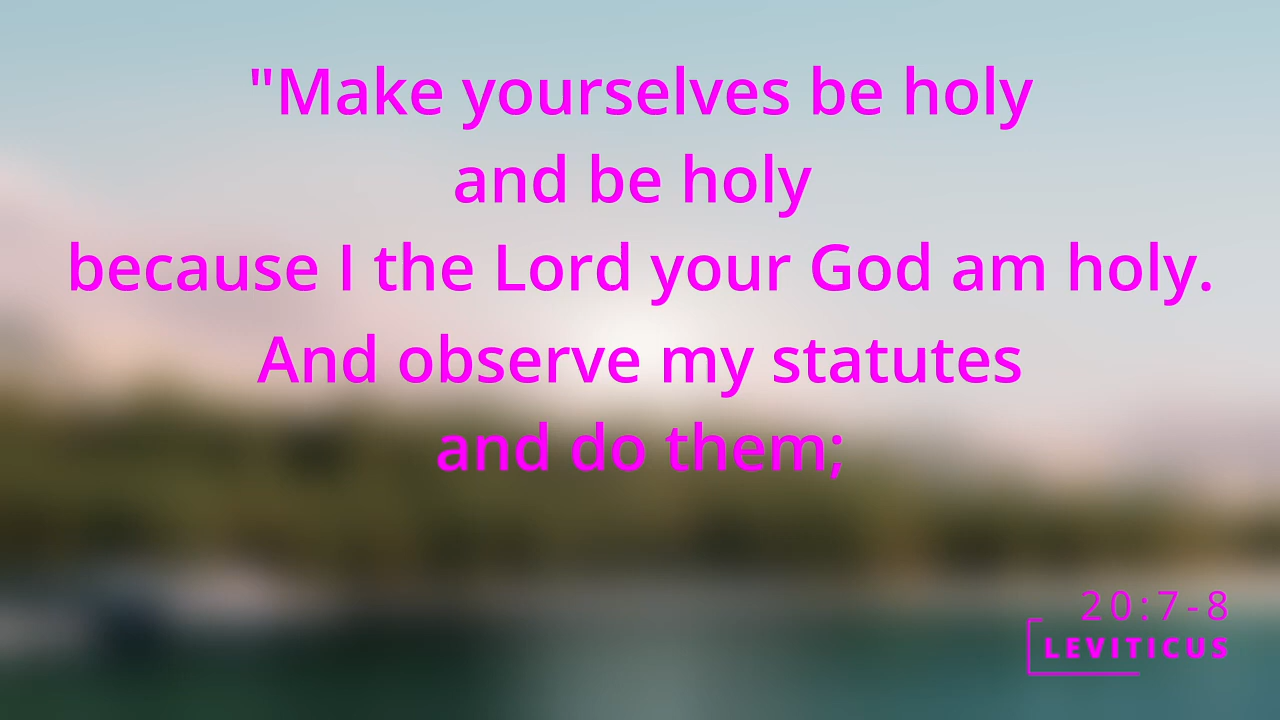 "Make yourselves be holy
and be holy
because I the Lord your God am holy.
And observe my statutes
and do them;
20:7-8
LEVITICUS